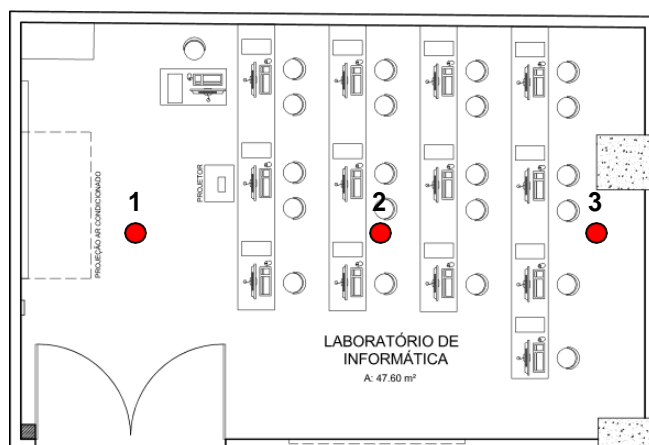 1
2
3
PROJETOR
PROJEÇÃO AR CONDICIONADO
LABORATÓRIO DE
INFORMÁTICA
A: 47.60 m²